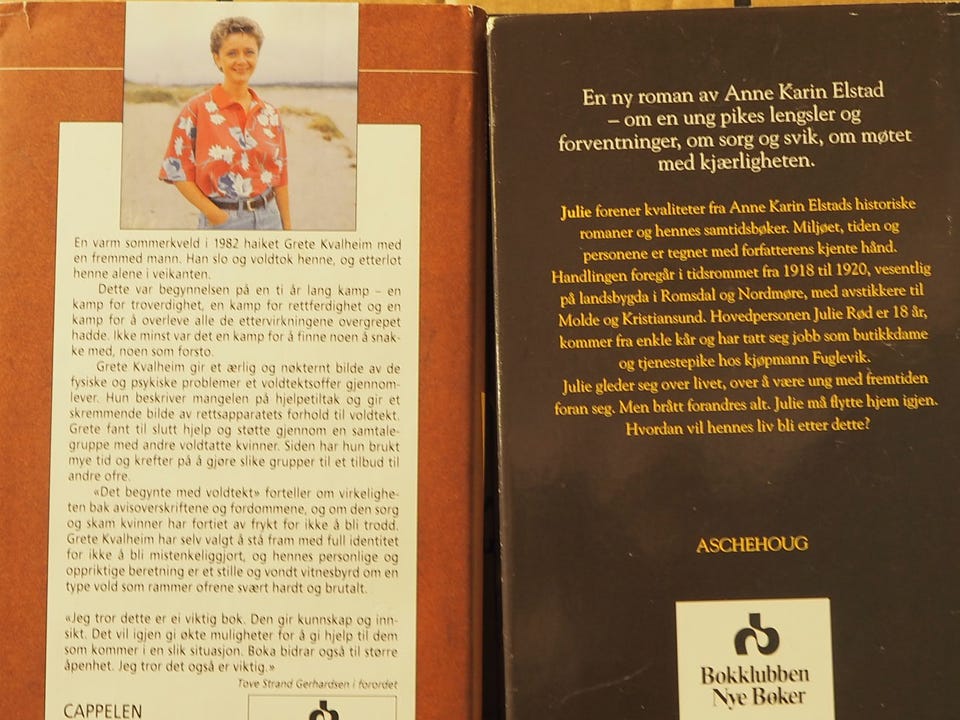 En varm sommerkveld i 1982 haiket Grete Kvalheim med
en fremmed mann. Han slo og voldtok henne, og etterlot
henne alene i veikanten.
Dette var begynnelsen på en ti år lang kamp – en
kamp for troverdighet, en kamp for rettferdighet og en
kamp for å overleve alle de ettervirkningene overgrepet
hadde. Ikke minst var det en kamp for å finne noen å snak-
ke med, noen som forsto.
Grete Kvalheim gir et ærlig og nøkternt bilde av de
fysiske og psykiske problemer et voldtektsoffer gjennom-
lever. Hun beskriver mangelen på hjelpetiltak og gir et
skremmende bilde av rettsapparatets forhold til voldtekt.
Grete fant til slutt hjelp og støtte gjennom en samtale-
gruppe med andre voldtatte kvinner. Siden har hun brukt
mye tid og krefter på å gjøre slike grupper til et tilbud til
andre ofre.
«Det begynte med voldtekt» forteller om virkelighe-
ten bak avisoverskriftene og fordommene, og om den sorg
og skam kvinner har fortiet av frykt for ikke å bli trodd.
Grete Kvalheim har selv valgt å stå fram med full identitet
for ikke å bli mistenkeliggjort, og hennes personlige og
oppriktige beretning er et stille og vondt vitnesbyrd om en
type vold som rammer ofrene svært hardt og brutalt.
«Jeg tror dette er ei viktig bok. Den gir kunnskap og inn-
sikt. Det vil igjen gi økte muligheter for å gi hjelp til dem
som kommer i en slik situasjon. Boka bidrar også til større
åpenhet. Jeg tror det også er viktig.»
Tove Strand Gerhardsen i forordet
CAPPELEN
En ny roman av Anne Karin Elstad
– om en ung pikes lengsler og
forventninger, om sorg og svik, om møtet
med kjærligheten.
Julie forener kvaliteter fra Anne Karin Elstads historiske
romaner og hennes samtidsbøker. Miljøet, tiden og
personene er tegnet med forfatterens kjente hånd.
Handlingen foregår i tidsrommet fra 1918 til 1920, vesentlig
på landsbygda i Romsdal og Nordmøre, med avstikkere til
Molde og Kristiansund. Hovedpersonen Julie Rød er 18 år,
kommer fra enkle kår og har tatt seg jobb som butikkdame
og tjenestepike hos kjøpmann Fuglevik.
Julie gleder seg over livet, over å være ung med fremtiden
foran seg. Men brått forandres alt. Julie må flytte hjem igjen.
Hvordan vil hennes liv bli etter dette?
ASCHEHOUG
Bokklubben
Nye Bøker